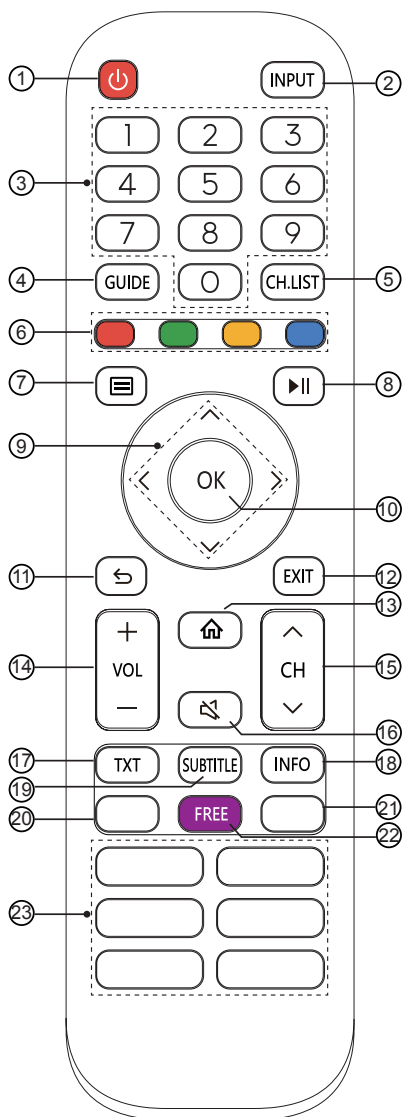 ① INPUT ②
1 2 3
③ 4 5 6
7 8 9
④ GUIDE 0 CH.LIST ⑤
⑥
⑦ ⑧
⑨
OK
⑩
⑪ EXIT ⑫
⑬
+
⑭ VOL CH ⑮
—
⑯
⑰ TXT SUBTITLE INFO ⑱
⑲
⑳ FREE ㉑
㉒
㉓